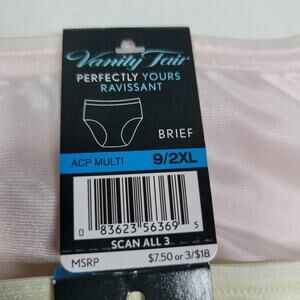 Vanity Fair
PERFECTLY YOURS
RAVISSANT
BRIEF
ACP MULTI 9/2XL
0 83623 56369 5
SCAN ALL 3
MSRP $7.50 or 3/$18